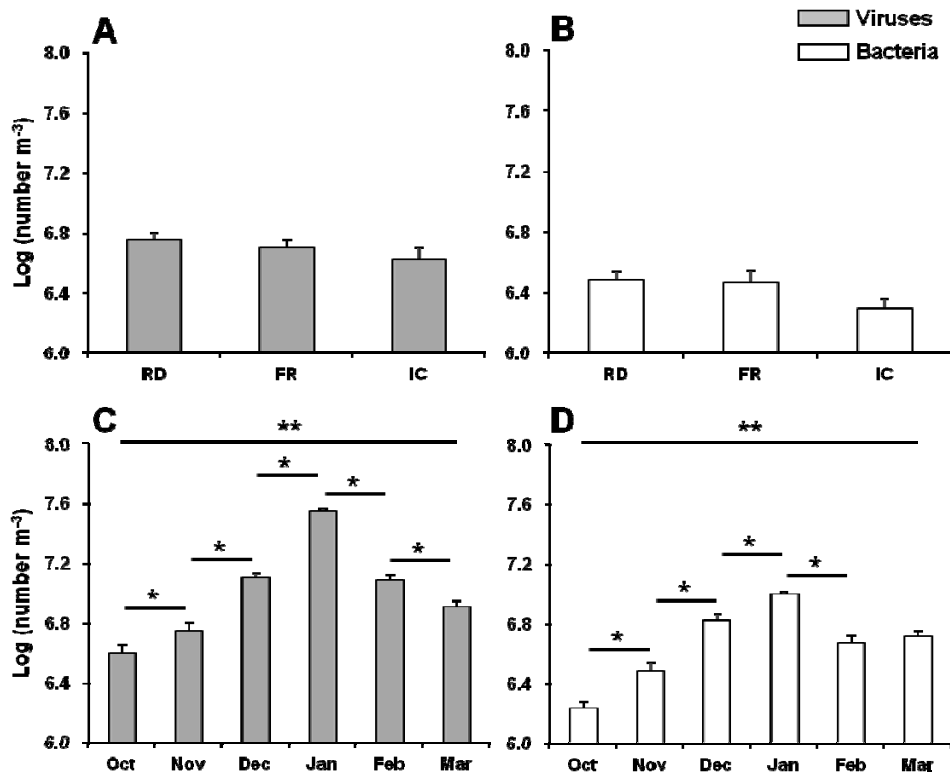 A
B
Viruses
Bacteria
Log (number m⁻³)
8.0
7.6
7.2
6.8
6.4
6.0
RD FR IC
8.0
7.6
7.2
6.8
6.4
6.0
RD FR IC
C
D
Log (number m⁻³)
8.0
7.6
7.2
6.8
6.4
6.0
**
*
*
*
*
*
Oct Nov Dec Jan Feb Mar
8.0
7.6
7.2
6.8
6.4
6.0
**
*
*
*
*
Oct Nov Dec Jan Feb Mar